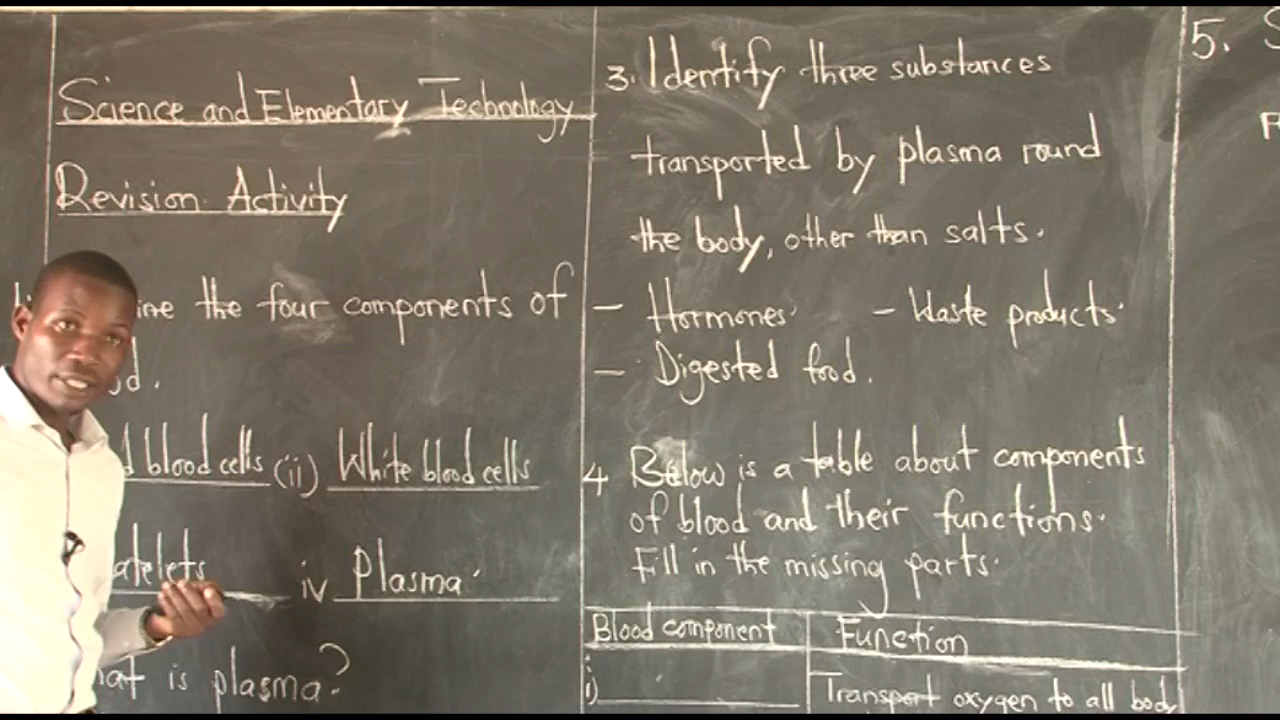 Science and Elementary Technology
Revision Activity
the four components of
blood cells (ii) White blood cells
iv Plasma.
is plasma?
3. Identify three substances
transported by plasma round
the body, other than salts.
- Hormones. - Waste products.
- Digested food.
4 Below is a table about components
of blood and their functions.
Fill in the missing parts.
Blood component Function
i) Transport oxygen to all body
5.